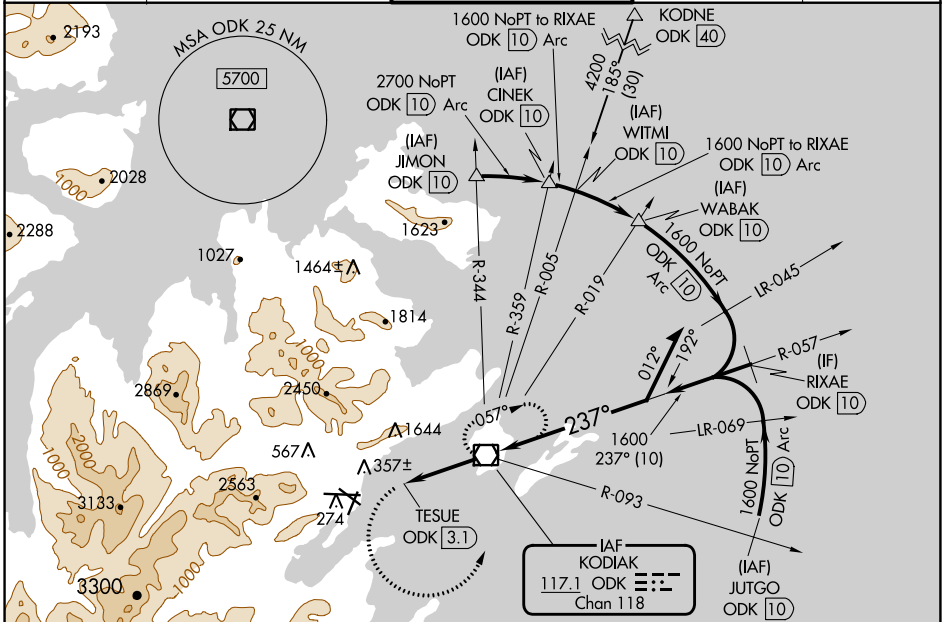 2193
MSA ODK 25 NM
5700
1600 NoPT to RIXAE
ODK 10 Arc
KODNE
ODK 40
4200
185°
(30)
2700 NoPT
ODK 10 Arc
(IAF)
CINEK
ODK 10
(IAF)
WITMI
ODK 10
(IAF)
JIMON
ODK 10
1600 NoPT to RIXAE
ODK 10 Arc
(IAF)
WABAK
ODK 10
1000
2028
2288
1623
1027
1464±
1600 NoPT
ODK 10
Arc
LR-045
R-344
R-359
R-005
R-019
1814
1000
2869
2450
012°
192°
R-057
(IF)
RIXAE
ODK 10
057°
237°
1600
237° (10)
LR-069
1644
567
357±
2000
1000
2563
3133
274
TESUE
ODK 3.1
R-093
1600 NoPT
ODK 10 Arc
(IAF)
JUTGO
ODK 10
3300
1000
IAF
KODIAK
117.1 ODK
Chan 118